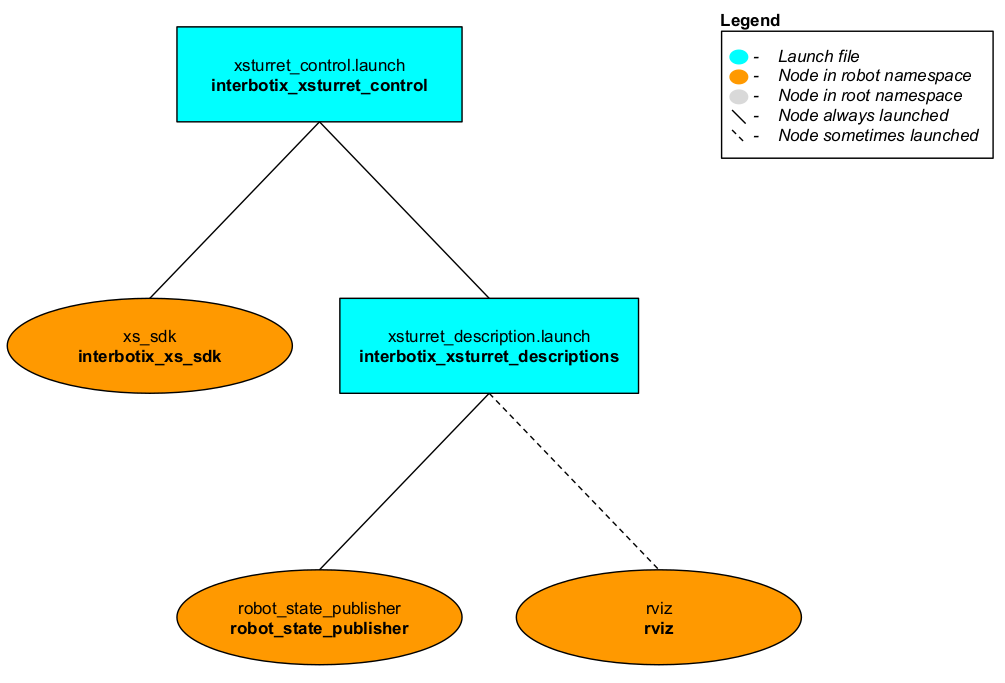 Legend
- Launch file
- Node in robot namespace
- Node in root namespace
- Node always launched
- Node sometimes launched
xsturret_control.launch
interbotix_xsturret_control
xs_sdk
interbotix_xs_sdk
xsturret_description.launch
interbotix_xsturret_descriptions
robot_state_publisher
robot_state_publisher
rviz
rviz